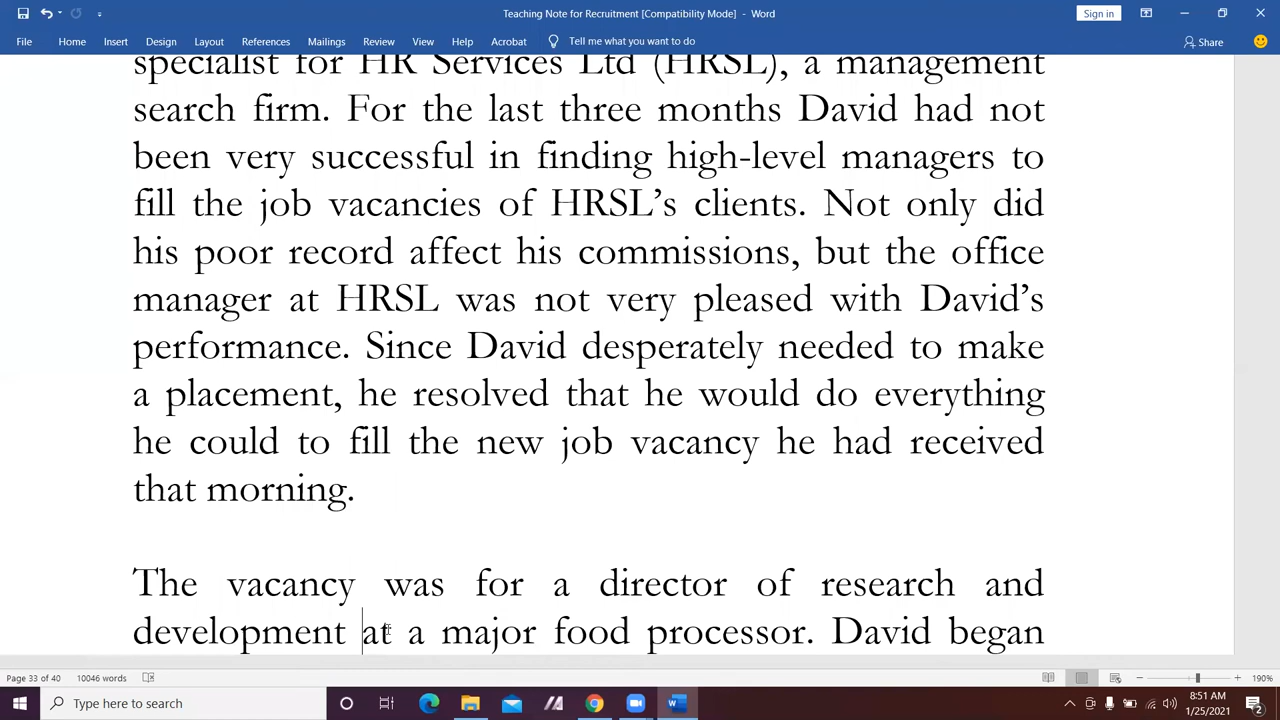 Teaching Note for Recruitment [Compatibility Mode] - Word
Sign in
File Home Insert Design Layout References Mailings Review View Help Acrobat Tell me what you want to do Share
specialist for HR Services Ltd (HRSL), a management
search firm. For the last three months David had not
been very successful in finding high-level managers to
fill the job vacancies of HRSL’s clients. Not only did
his poor record affect his commissions, but the office
manager at HRSL was not very pleased with David’s
performance. Since David desperately needed to make
a placement, he resolved that he would do everything
he could to fill the new job vacancy he had received
that morning.
The vacancy was for a director of research and
development at a major food processor. David began
Page 33 of 40 10046 words 190%
Type here to search
8:51 AM
1/25/2021
2